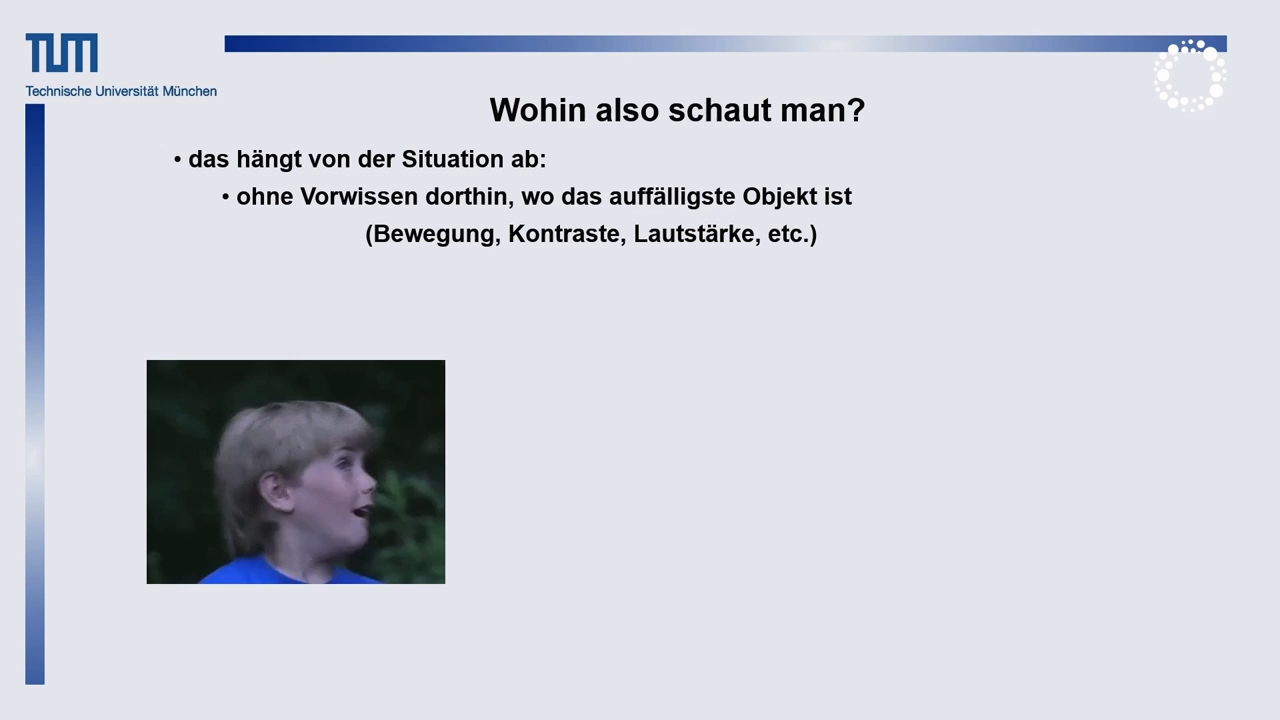 TUM
Technische Universität München
Wohin also schaut man?
• das hängt von der Situation ab:
• ohne Vorwissen dorthin, wo das auffälligste Objekt ist
(Bewegung, Kontraste, Lautstärke, etc.)